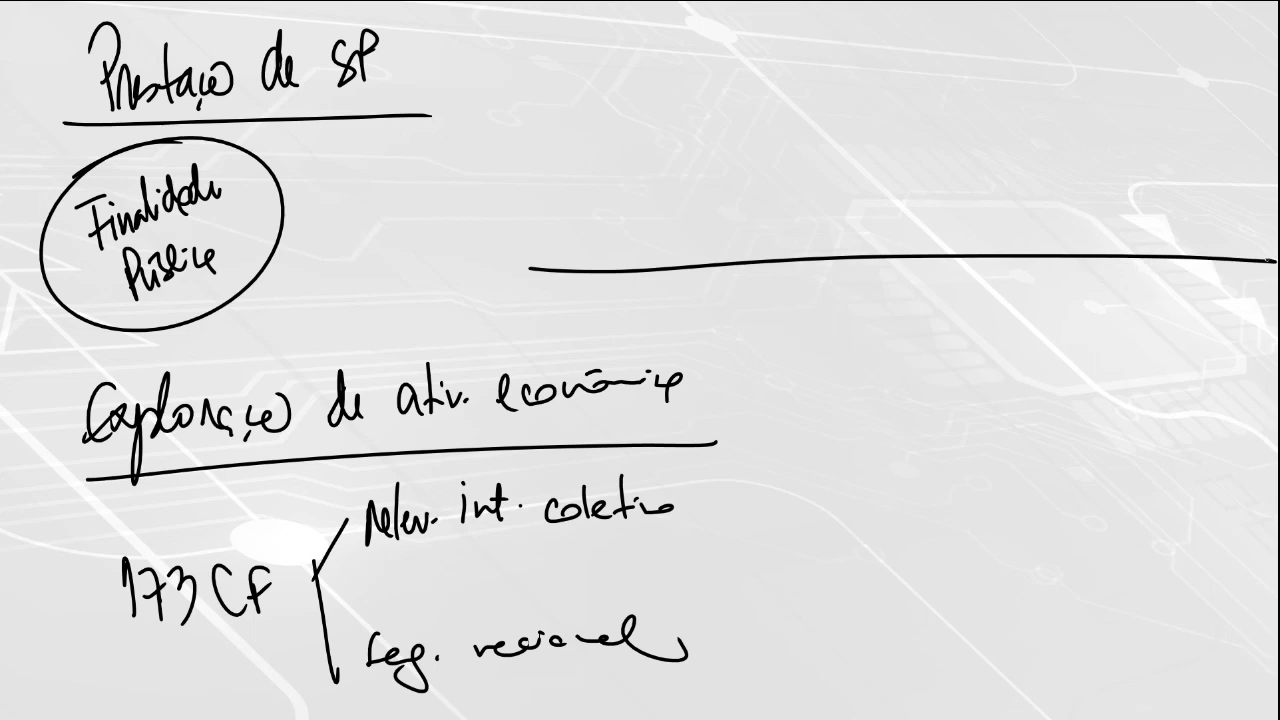 Prestação de SP
Finalidade
Pública
Exploração de ativ. econômica
173 CF
relev. int. coletivo
Seg. nacional